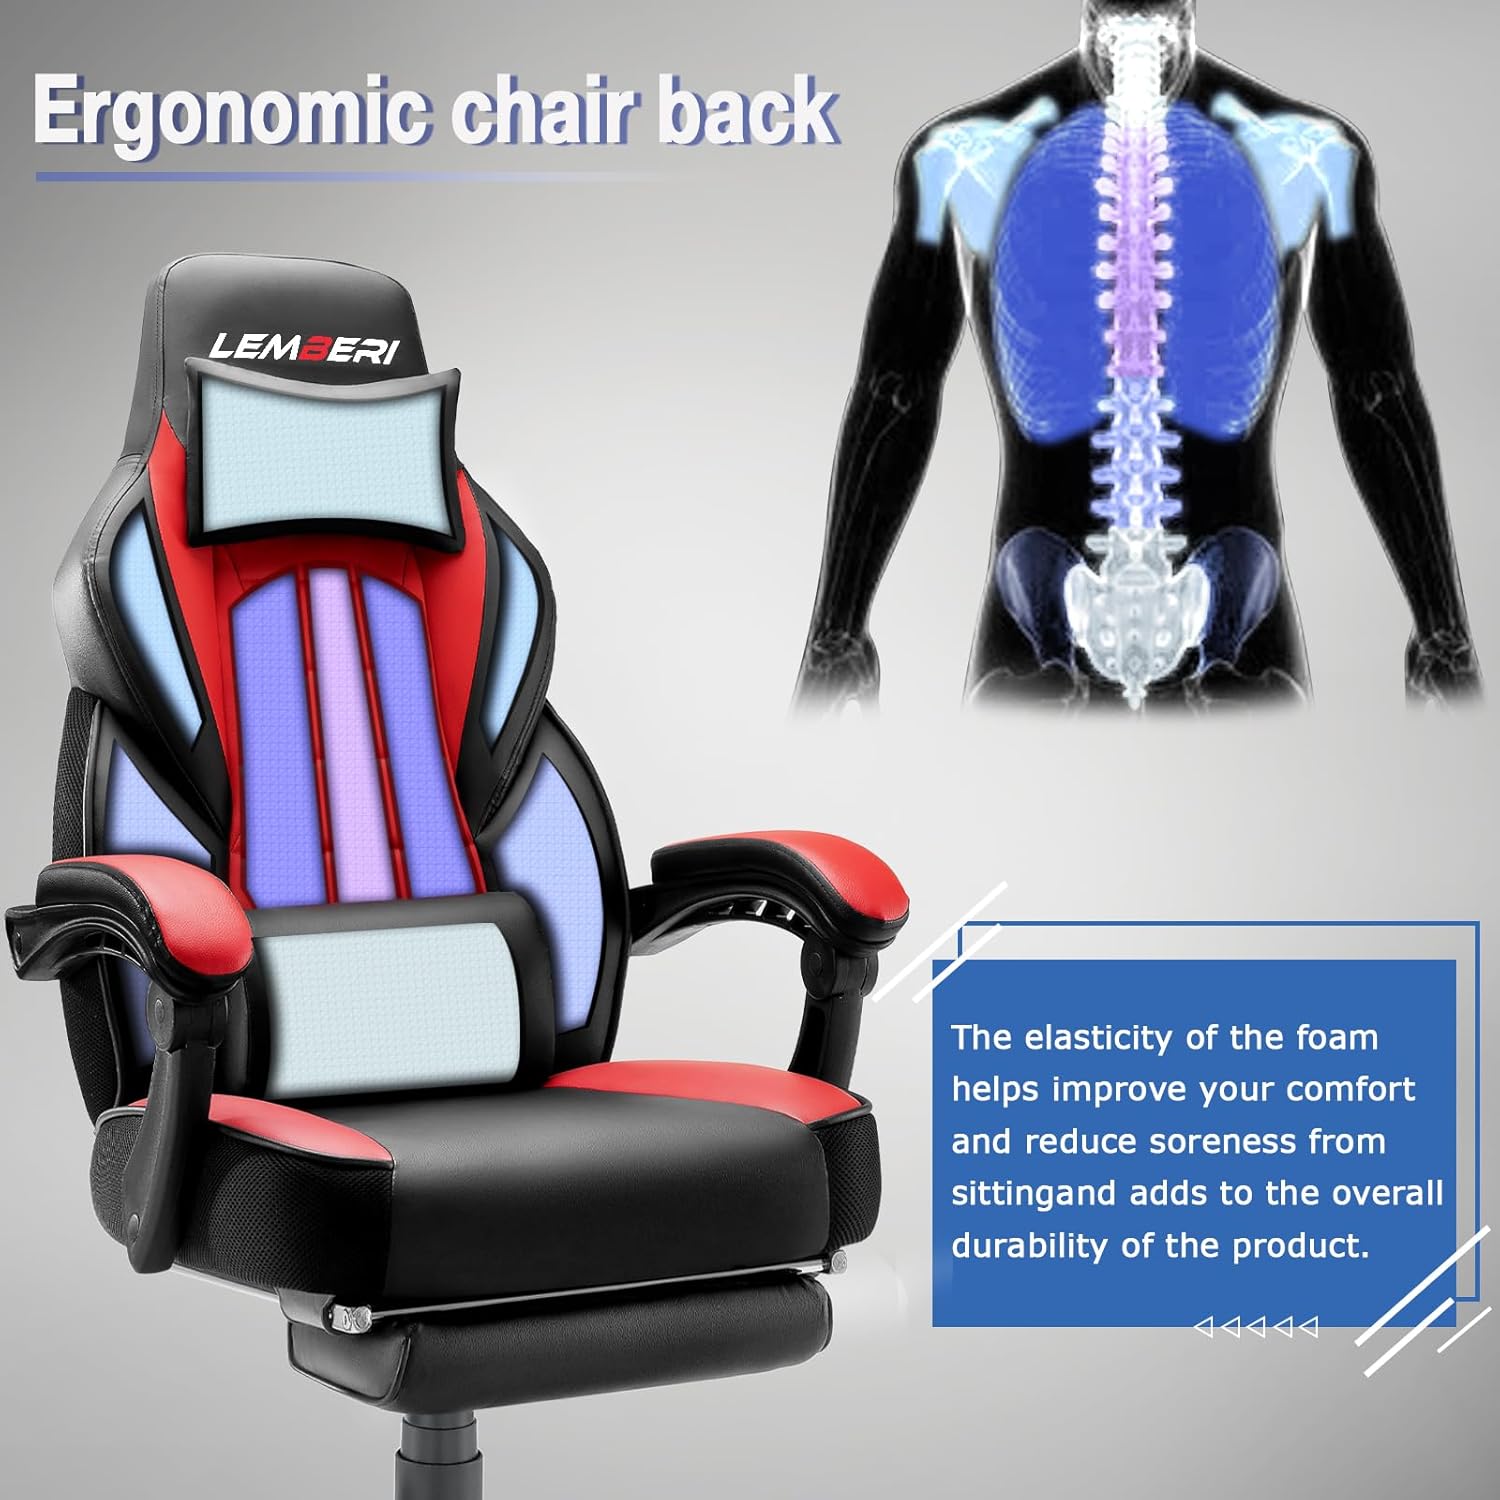 Ergonomic chair back
LEMBERI
The elasticity of the foam
helps improve your comfort
and reduce soreness from
sittingand adds to the overall
durability of the product.